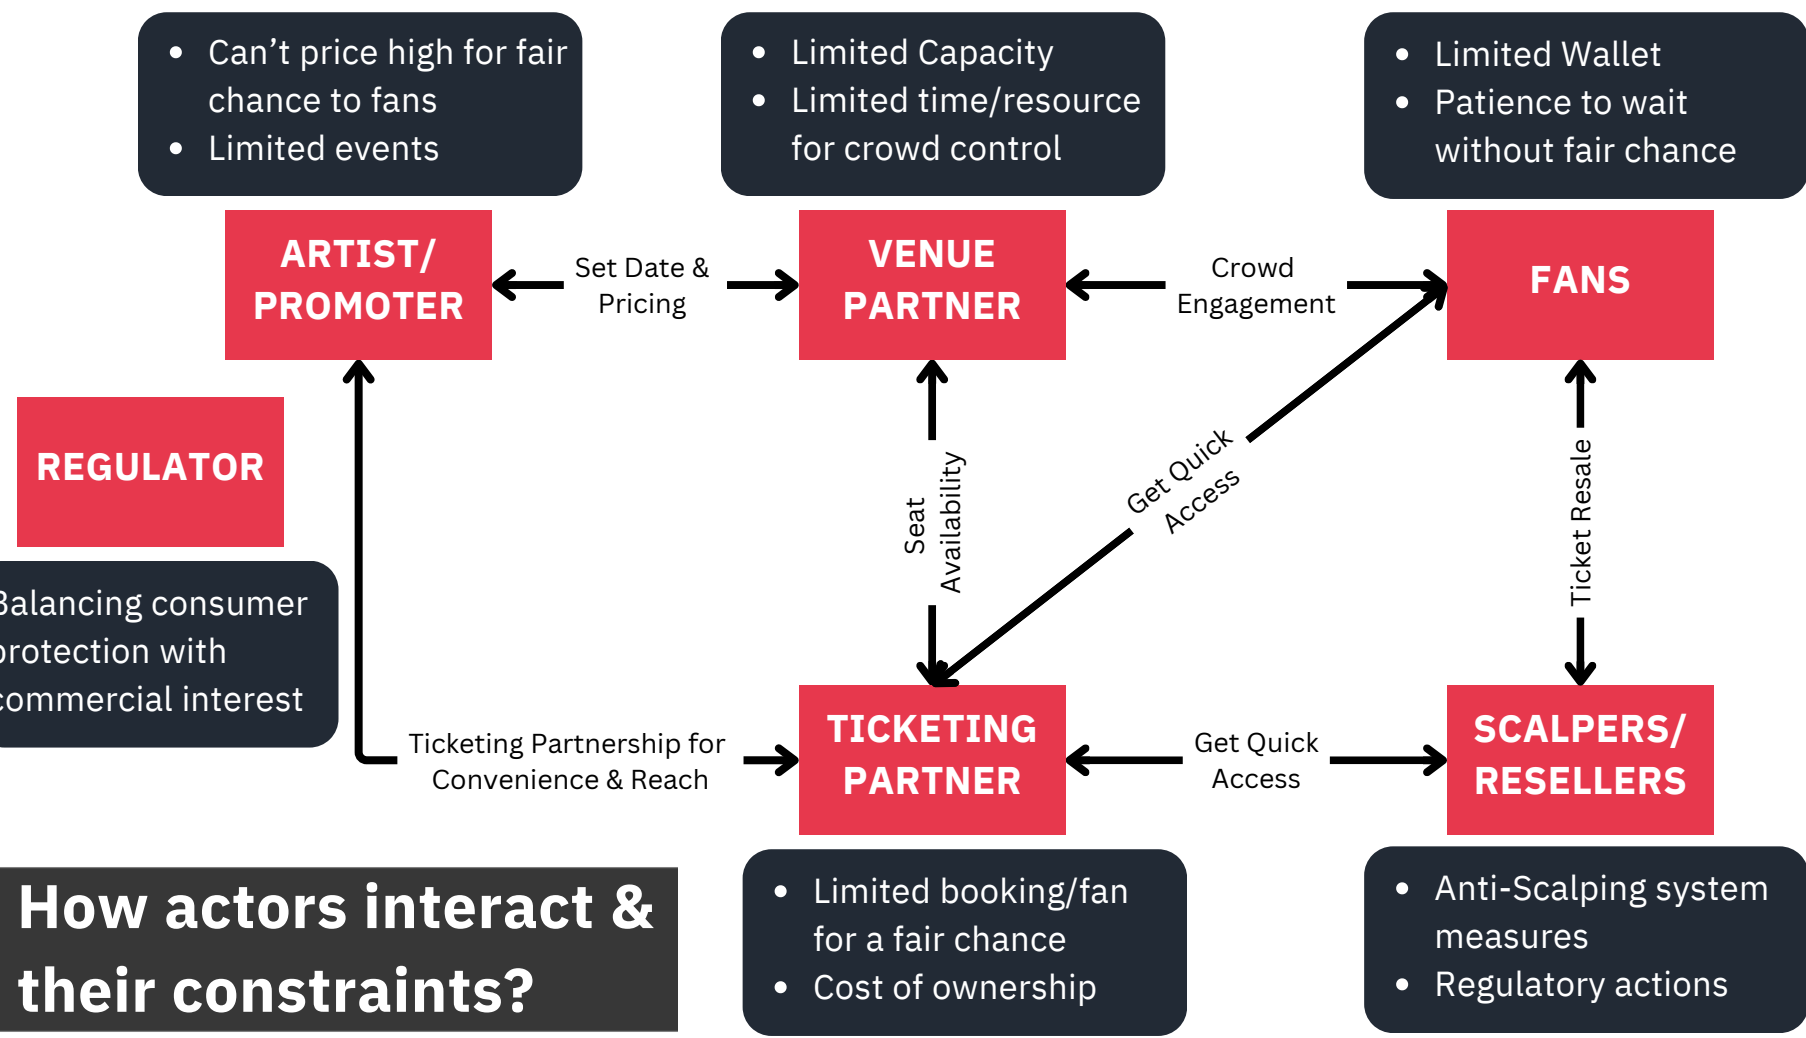 • Can’t price high for fair
chance to fans
• Limited events
• Limited Capacity
• Limited time/resource
for crowd control
• Limited Wallet
• Patience to wait
without fair chance
ARTIST/
PROMOTER
Set Date &
Pricing
VENUE
PARTNER
Crowd
Engagement
FANS
REGULATOR
Balancing consumer
protection with
commercial interest
Seat
Availability
Get Quick
Access
Ticket Resale
Ticketing Partnership for
Convenience & Reach
TICKETING
PARTNER
Get Quick
Access
SCALPERS/
RESELLERS
How actors interact &
their constraints?
• Limited booking/fan
for a fair chance
• Cost of ownership
• Anti-Scalping system
measures
• Regulatory actions